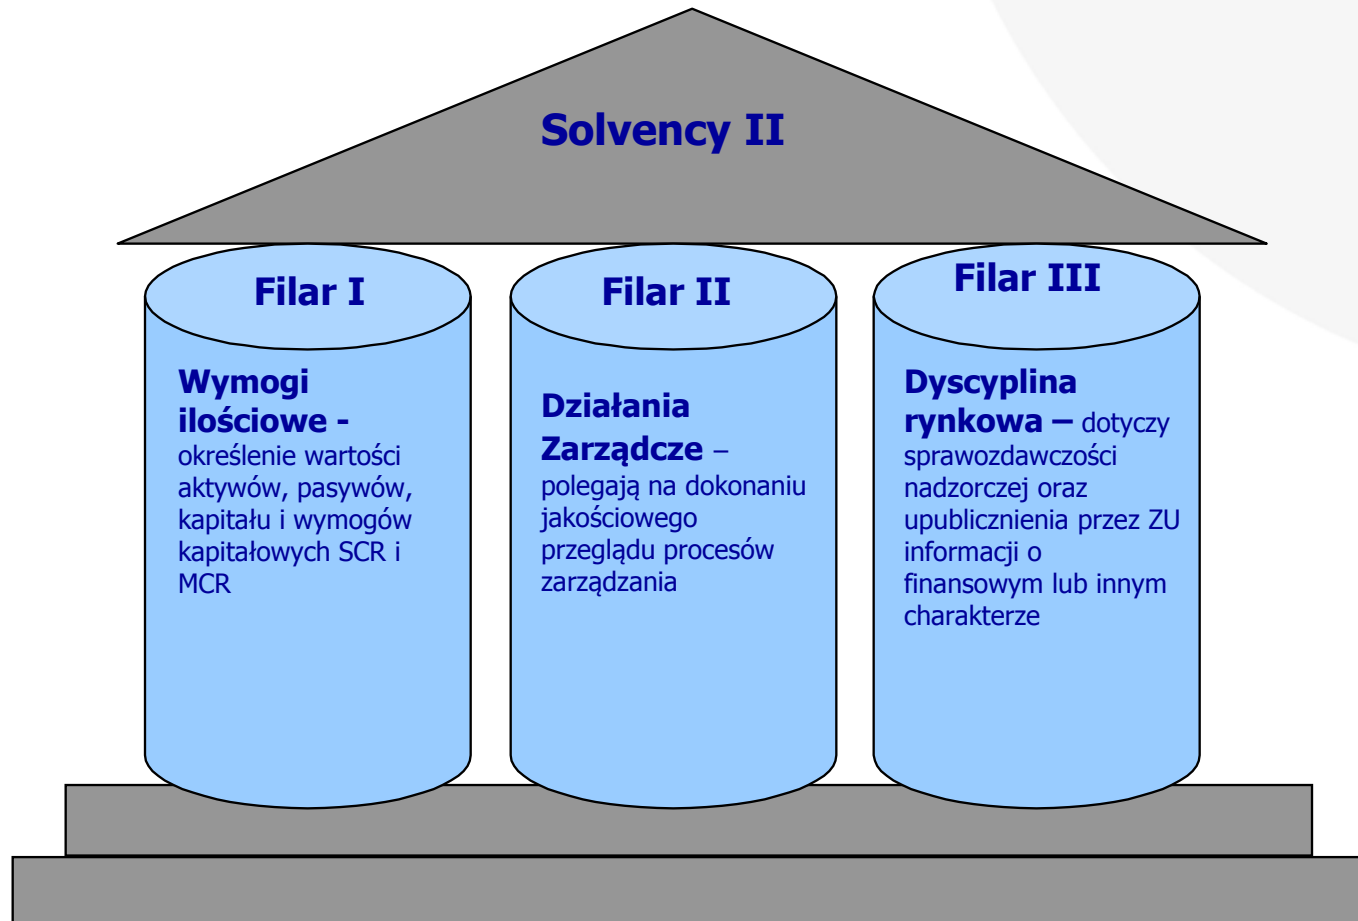 Solvency II
Filar I
Wymogi
ilościowe -
określenie wartości
aktywów, pasywów,
kapitału i wymogów
kapitałowych SCR i
MCR
Filar II
Działania
Zarządcze –
polegają na dokonaniu
jakościowego
przeglądu procesów
zarządzania
Filar III
Dyscyplina
rynkowa – dotyczy
sprawozdawczości
nadzorczej oraz
upublicznienia przez ZU
informacji o
finansowym lub innym
charakterze